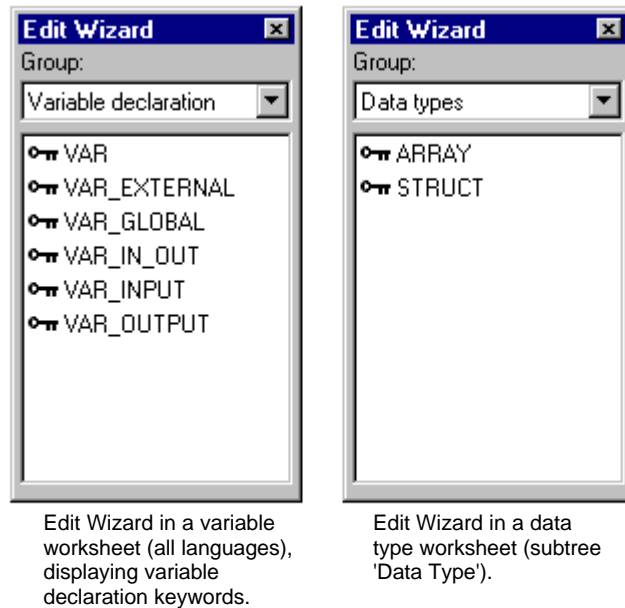 Edit Wizard
Group:
Variable declaration
VAR
VAR_EXTERNAL
VAR_GLOBAL
VAR_IN_OUT
VAR_INPUT
VAR_OUTPUT
Edit Wizard in a variable
worksheet (all languages),
displaying variable
declaration keywords.
Edit Wizard
Group:
Data types
ARRAY
STRUCT
Edit Wizard in a data
type worksheet (subtree
'Data Type').